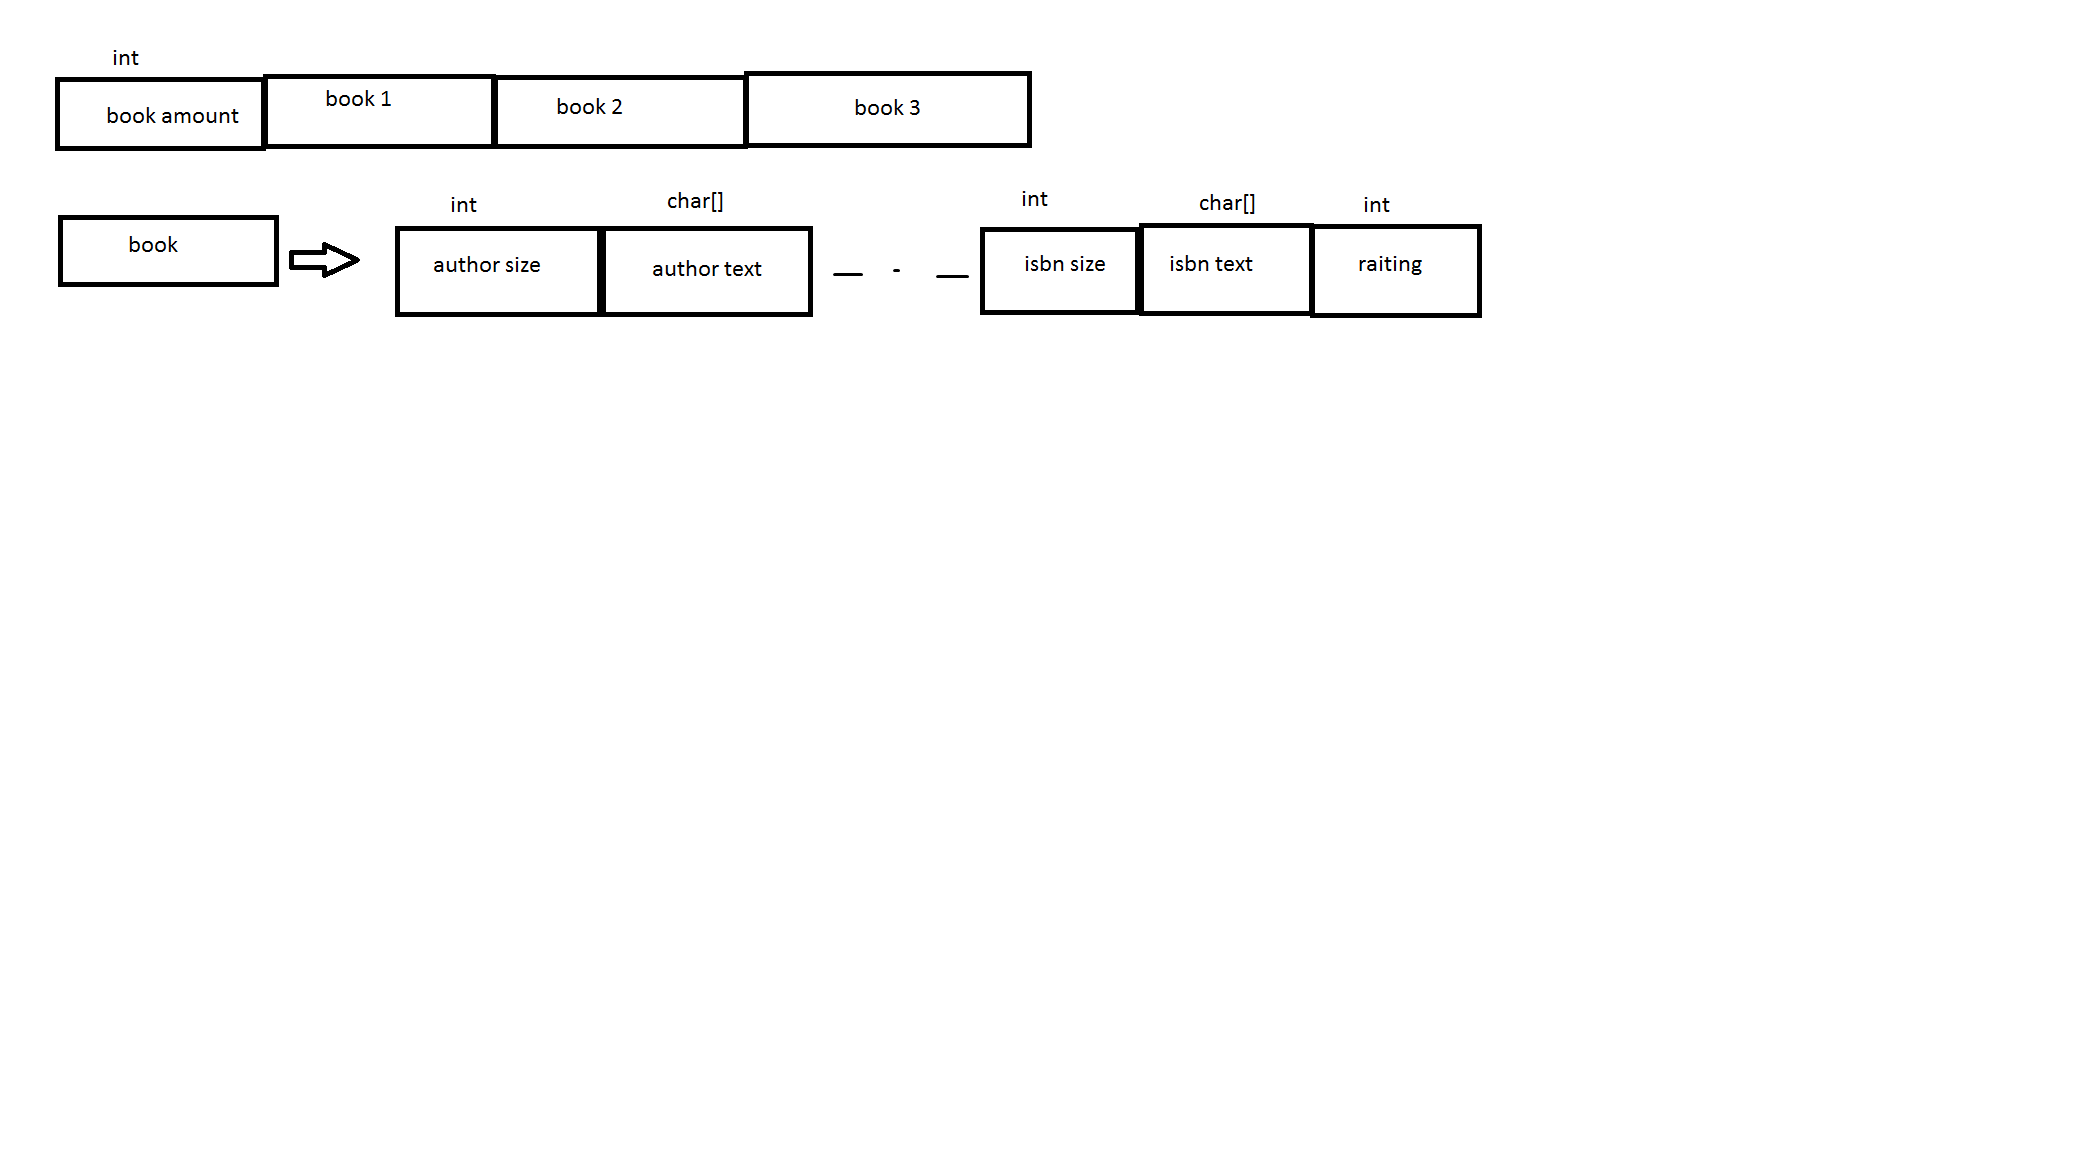 int
book amount
book 1
book 2
book 3
book
int
char[]
int
char[]
int
author size
author text
isbn size
isbn text
raiting